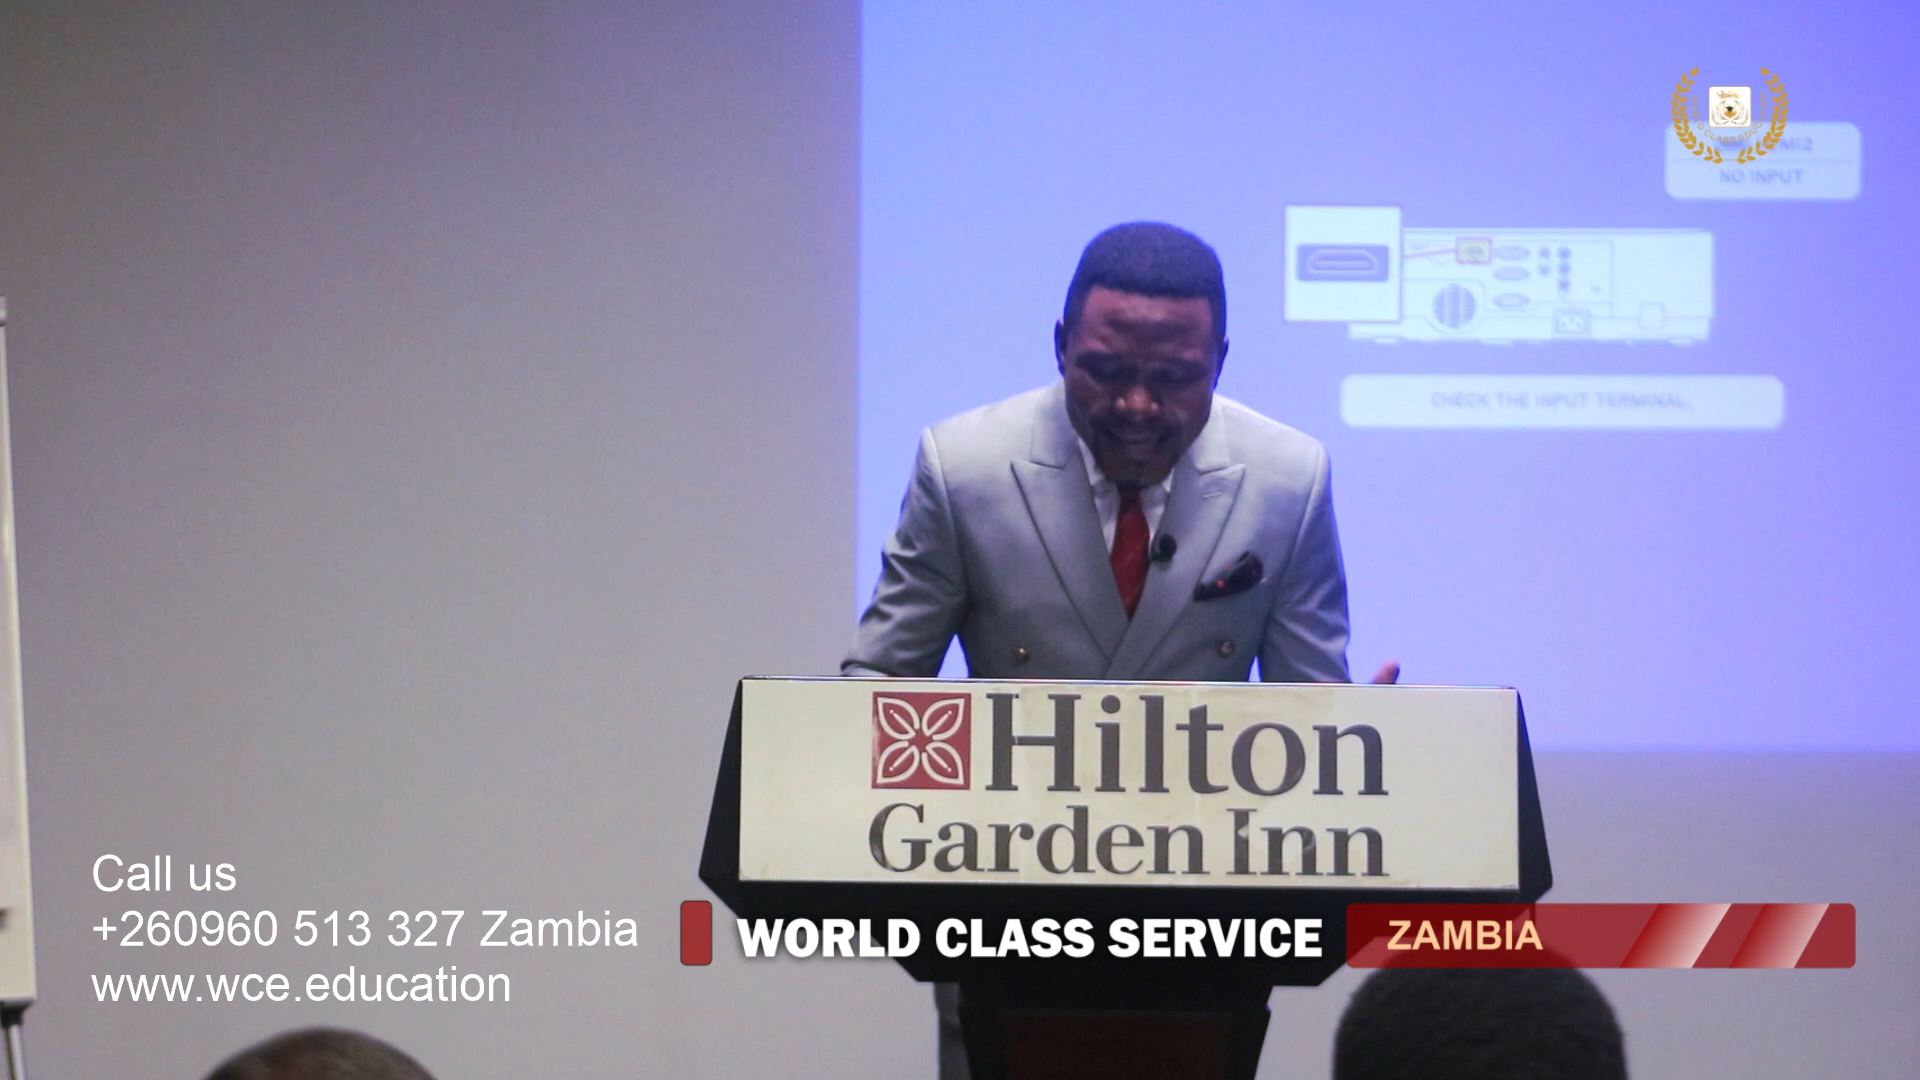 HDMI2
NO INPUT
CHECK THE INPUT TERMINAL.
Hilton
Garden Inn
Call us
+260960 513 327 Zambia
www.wce.education
WORLD CLASS SERVICE
ZAMBIA